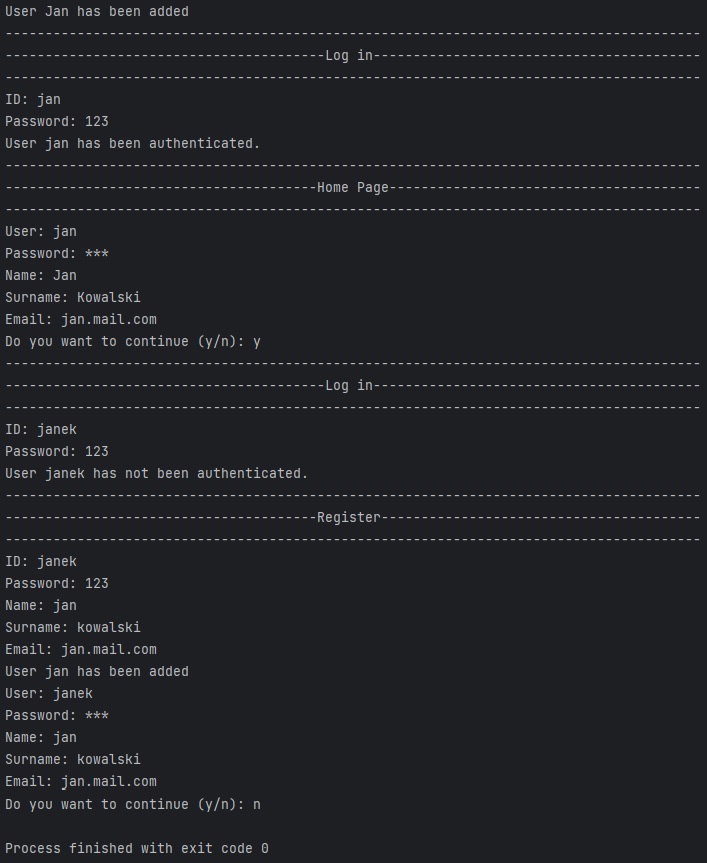 User Jan has been added
---------------------------------------------------------------------------------------
----------------------------------------Log in-----------------------------------------
---------------------------------------------------------------------------------------
ID: jan
Password: 123
User jan has been authenticated.
---------------------------------------------------------------------------------------
---------------------------------------Home Page---------------------------------------
---------------------------------------------------------------------------------------
User: jan
Password: ***
Name: Jan
Surname: Kowalski
Email: jan.mail.com
Do you want to continue (y/n): y
---------------------------------------------------------------------------------------
----------------------------------------Log in-----------------------------------------
---------------------------------------------------------------------------------------
ID: janek
Password: 123
User janek has not been authenticated.
---------------------------------------------------------------------------------------
---------------------------------------Register----------------------------------------
---------------------------------------------------------------------------------------
ID: janek
Password: 123
Name: jan
Surname: kowalski
Email: jan.mail.com
User jan has been added
User: janek
Password: ***
Name: jan
Surname: kowalski
Email: jan.mail.com
Do you want to continue (y/n): n

Process finished with exit code 0